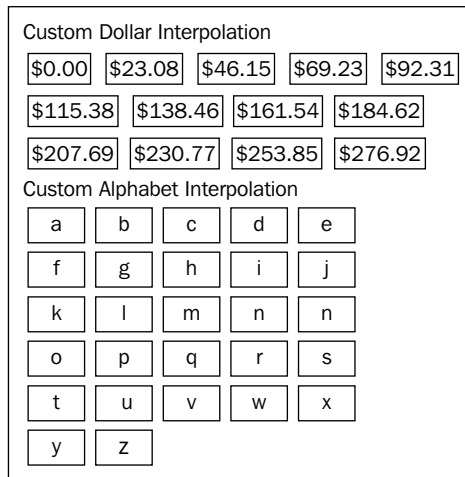 Custom Dollar Interpolation
$0.00 $23.08 $46.15 $69.23 $92.31
$115.38 $138.46 $161.54 $184.62
$207.69 $230.77 $253.85 $276.92
Custom Alphabet Interpolation
a b c d e
f g h i j
k l m n n
o p q r s
t u v w x
y z